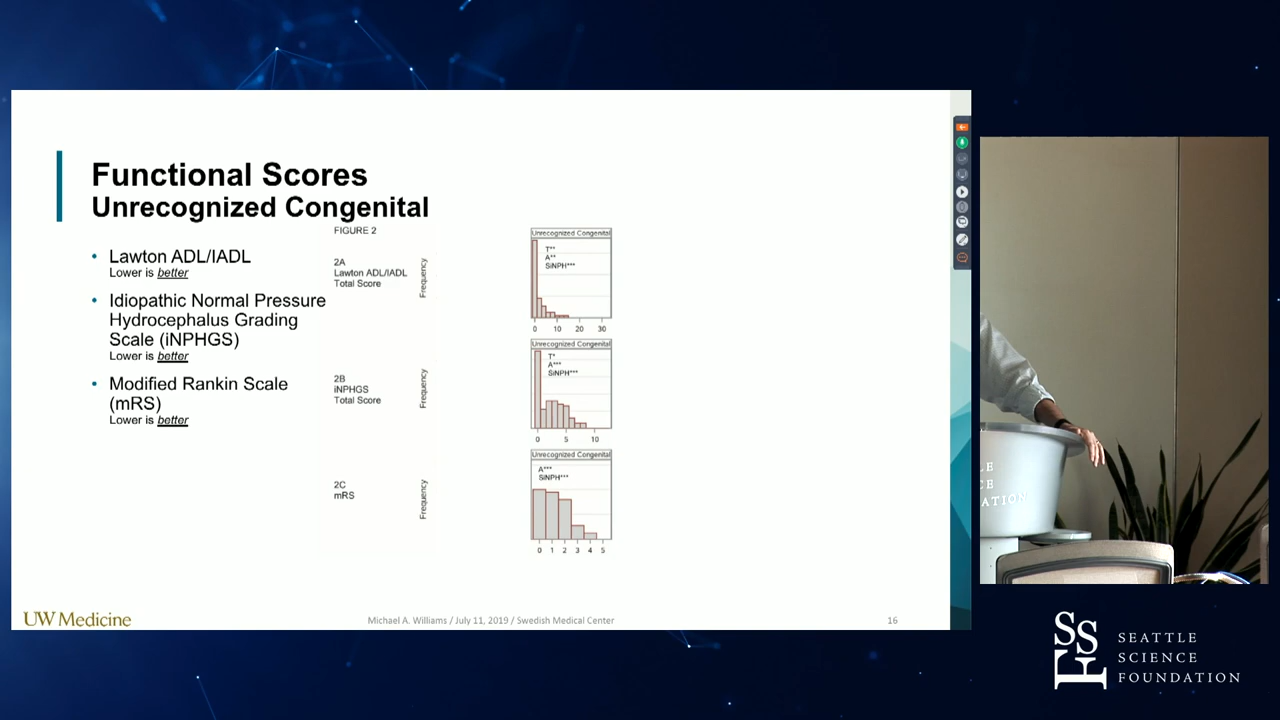 Functional Scores
Unrecognized Congenital
• Lawton ADL/IADL
Lower is better
• Idiopathic Normal Pressure
Hydrocephalus Grading
Scale (iNPHGS)
Lower is better
• Modified Rankin Scale
(mRS)
Lower is better
FIGURE 2
2A
Lawton ADL/IADL
Total Score
Frequency
Unrecognized Congenital
T**
A**
SiNPH***
0 10 20 30
2B
iNPHGS
Total Score
Frequency
Unrecognized Congenital
T*
A***
SiNPH***
0 5 10
2C
mRS
Frequency
Unrecognized Congenital
A***
SiNPH***
0 1 2 3 4 5
UW Medicine
Michael A. Williams / July 11, 2019 / Swedish Medical Center
16
LE
CE
ATION
SSF
SEATTLE
SCIENCE
FOUNDATION